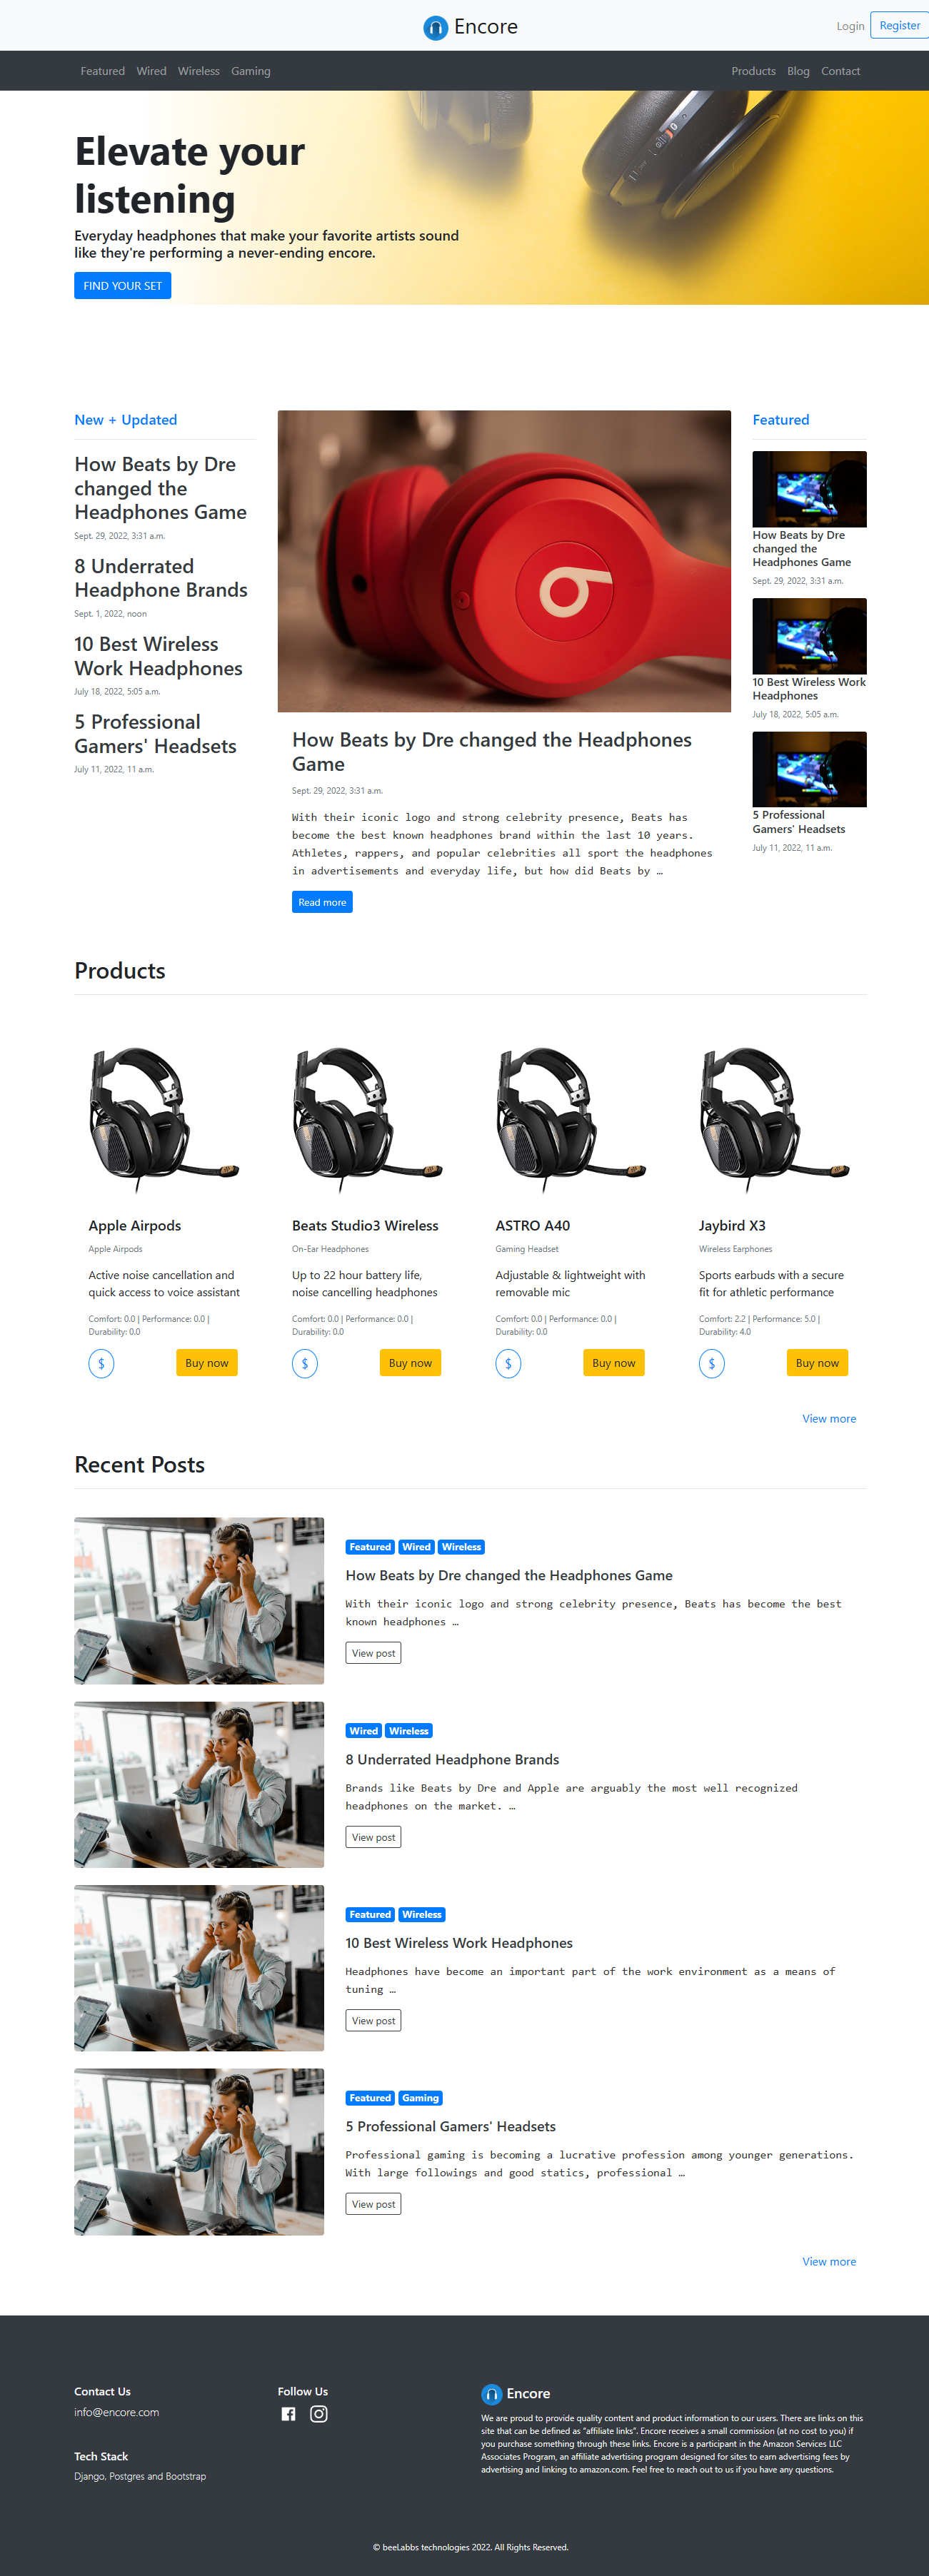 Encore
Login
Register
Featured
Wired
Wireless
Gaming
Products
Blog
Contact
Elevate your
listening
Everyday headphones that make your favorite artists sound
like they're performing a never-ending encore.
FIND YOUR SET
New + Updated
How Beats by Dre
changed the
Headphones Game
Sept. 29, 2022, 3:31 a.m.
8 Underrated
Headphone Brands
Sept. 1, 2022, noon
10 Best Wireless
Work Headphones
July 18, 2022, 5:05 a.m.
5 Professional
Gamers' Headsets
July 11, 2022, 11 a.m.
How Beats by Dre changed the Headphones
Game
Sept. 29, 2022, 3:31 a.m.
With their iconic logo and strong celebrity presence, Beats has
become the best known headphones brand within the last 10 years.
Athletes, rappers, and popular celebrities all sport the headphones
in advertisements and everyday life, but how did Beats by …
Read more
Featured
How Beats by Dre
changed the
Headphones Game
Sept. 29, 2022, 3:31 a.m.
10 Best Wireless Work
Headphones
July 18, 2022, 5:05 a.m.
5 Professional
Gamers' Headsets
July 11, 2022, 11 a.m.
Products
Apple Airpods
Apple Airpods
Active noise cancellation and
quick access to voice assistant
Comfort: 0.0 | Performance: 0.0 |
Durability: 0.0
$
Buy now
Beats Studio3 Wireless
On-Ear Headphones
Up to 22 hour battery life,
noise cancelling headphones
Comfort: 0.0 | Performance: 0.0 |
Durability: 0.0
$
Buy now
ASTRO A40
Gaming Headset
Adjustable & lightweight with
removable mic
Comfort: 0.0 | Performance: 0.0 |
Durability: 0.0
$
Buy now
Jaybird X3
Wireless Earphones
Sports earbuds with a secure
fit for athletic performance
Comfort: 2.2 | Performance: 5.0 |
Durability: 4.0
$
Buy now
View more
Recent Posts
Featured Wired Wireless
How Beats by Dre changed the Headphones Game
With their iconic logo and strong celebrity presence, Beats has become the best
known headphones …
View post
Wired Wireless
8 Underrated Headphone Brands
Brands like Beats by Dre and Apple are arguably the most well recognized
headphones on the market. …
View post
Featured Wireless
10 Best Wireless Work Headphones
Headphones have become an important part of the work environment as a means of
tuning …
View post
Featured Gaming
5 Professional Gamers' Headsets
Professional gaming is becoming a lucrative profession among younger generations.
With large followings and good statics, professional …
View post
View more
Contact Us
info@encore.com
Tech Stack
Django, Postgres and Bootstrap
Follow Us
Encore
We are proud to provide quality content and product information to our users. There are links on this
site that can be defined as “affiliate links”. Encore receives a small commission (at no cost to you) if
you purchase something through these links. Encore is a participant in the Amazon Services LLC
Associates Program, an affiliate advertising program designed for sites to earn advertising fees by
advertising and linking to amazon.com. Feel free to reach out to us if you have any questions.
© beeLabbs technologies 2022. All Rights Reserved.